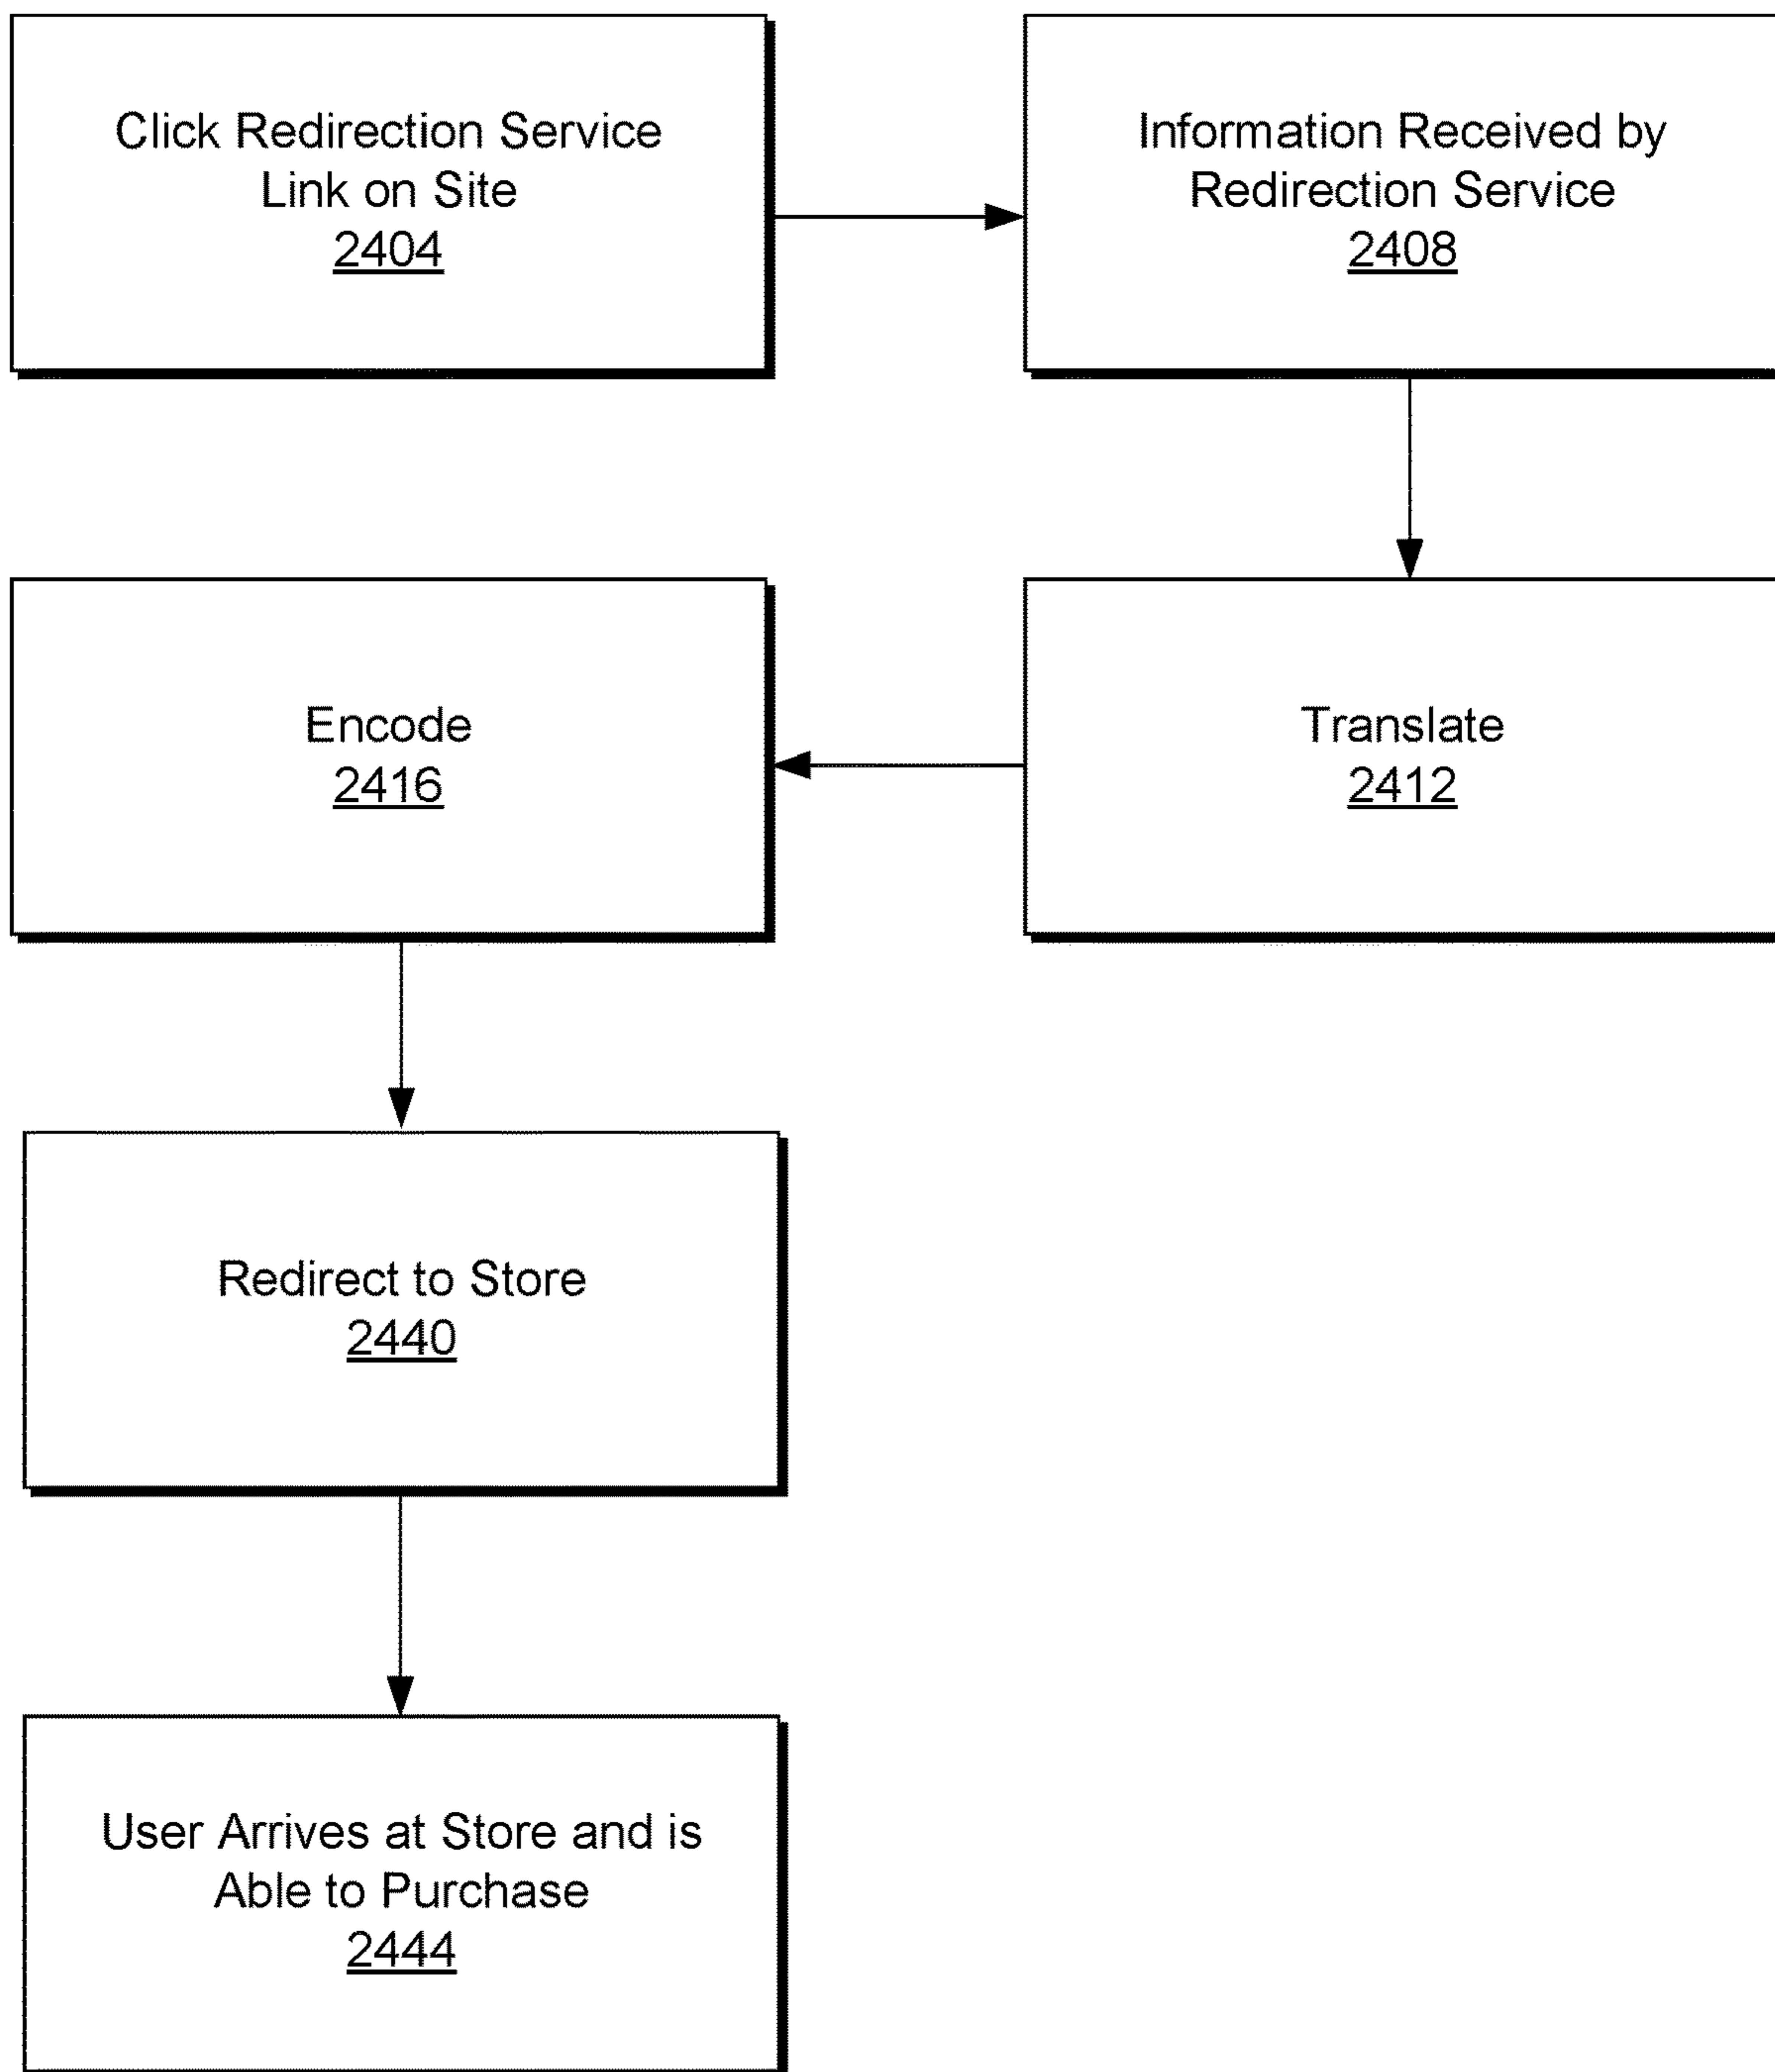 Click Redirection Service
Link on Site
2404
Information Received by
Redirection Service
2408
Translate
2412
Encode
2416
Redirect to Store
2440
User Arrives at Store and is
Able to Purchase
2444